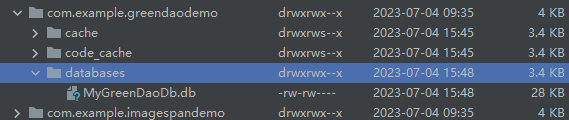 com.example.greendaodemo drwxrwx--x 2023-07-04 09:35 4 KB
cache drwxrws--x 2023-07-04 15:45 3.4 KB
code_cache drwxrws--x 2023-07-04 15:45 3.4 KB
databases drwxrwx--x 2023-07-04 15:48 3.4 KB
MyGreenDaoDb.db -rw-rw---- 2023-07-04 15:48 28 KB
com.example.imagespandemo drwxrwx--x 2023-07-04 09:35 4 KB